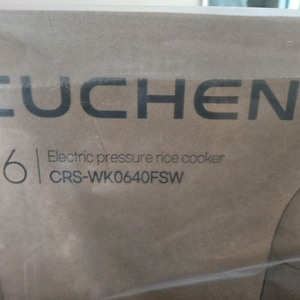 CUCHEN
6 Electric pressure rice cooker
CRS-WK0640FSW